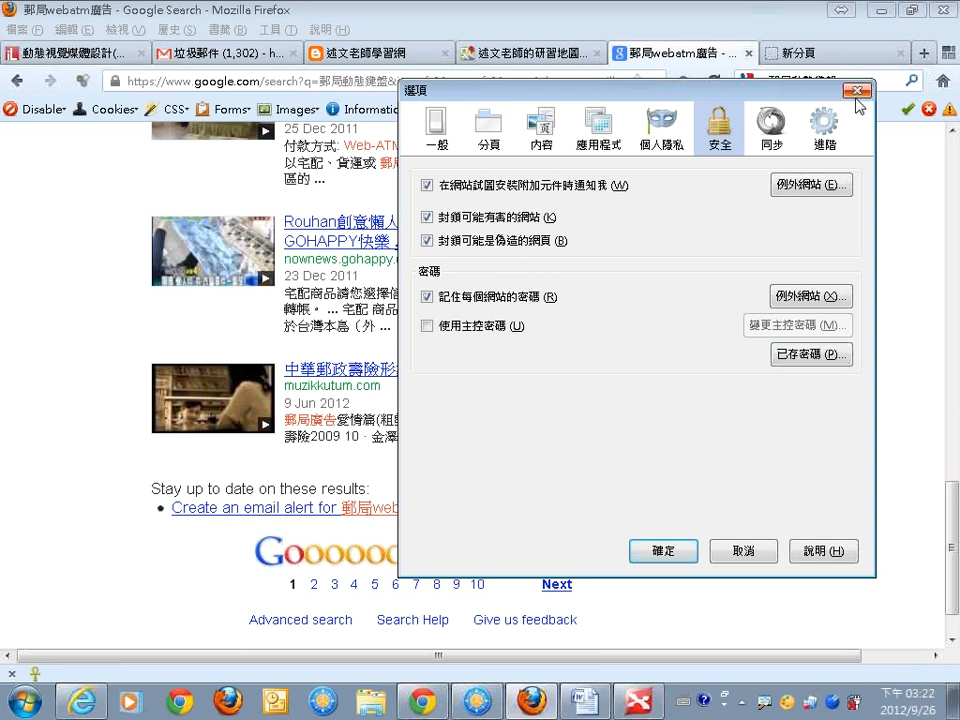 郵局webatm廣告 - Google Search - Mozilla Firefox
檔案(F) 編輯(E) 檢視(V) 歷史(S) 書籤(B) 工具(T) 說明(H)
動態視覺媒體設計(...
垃圾郵件 (1,302) - h...
述文老師學習網
述文老師的研習地圖...
郵局webatm廣告 - ...
新分頁
https://www.google.com/search?q=郵局動態鍵盤&
Disable Cookies CSS Forms Images Informatio
25 Dec 2011
付款方式: Web-ATM
以宅配、貨運或 郵局
區的 ...
Rouhan創意懶人
GOHAPPY快樂
nownews.gohappy.c
23 Dec 2011
宅配商品請您選擇信
轉帳。 ... 宅配 商品
於台灣本島（外 ...
中華郵政壽險形
muzikkutum.com
9 Jun 2012
郵局廣告愛情篇(粗
壽險2009 10 · 金澤
Stay up to date on these results:
Create an email alert for 郵局web
Gooooo
1 2 3 4 5 6 7 8 9 10 Next
Advanced search Search Help Give us feedback
選項
一般 分頁 內容 應用程式 個人隱私 安全 同步 進階
在網站試圖安裝附加元件時通知我(W) 例外網站(E)...
封鎖可能有害的網站(K)
封鎖可能是偽造的網頁(B)
密碼
記住每個網站的密碼(R) 例外網站(X)...
使用主控密碼(U) 變更主控密碼(M)...
已存密碼(P)...
確定 取消 說明(H)
下午 03:22
2012/9/26